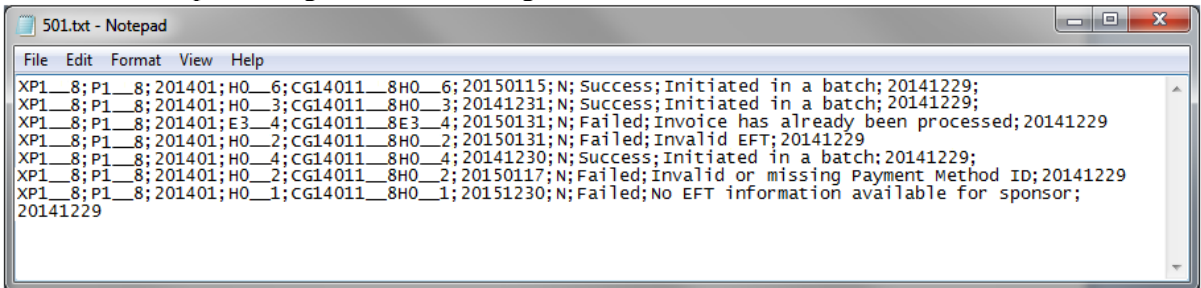 501.txt - Notepad
File Edit Format View Help
XP1__8;P1__8;201401;H0__6;CG14011__8H0__6;20150115;N;Success;Initiated in a batch;20141229;
XP1__8;P1__8;201401;H0__3;CG14011__8H0__3;20141231;N;Success;Initiated in a batch;20141229;
XP1__8;P1__8;201401;E3__4;CG14011__8E3__4;20150131;N;Failed;Invoice has already been processed;20141229
XP1__8;P1__8;201401;H0__2;CG14011__8H0__2;20150131;N;Failed;Invalid EFT;20141229
XP1__8;P1__8;201401;H0__4;CG14011__8H0__4;20141230;N;Success;Initiated in a batch;20141229;
XP1__8;P1__8;201401;H0__2;CG14011__8H0__2;20150117;N;Failed;Invalid or missing Payment Method ID;20141229
XP1__8;P1__8;201401;H0__1;CG14011__8H0__1;20151230;N;Failed;No EFT information available for sponsor;
20141229